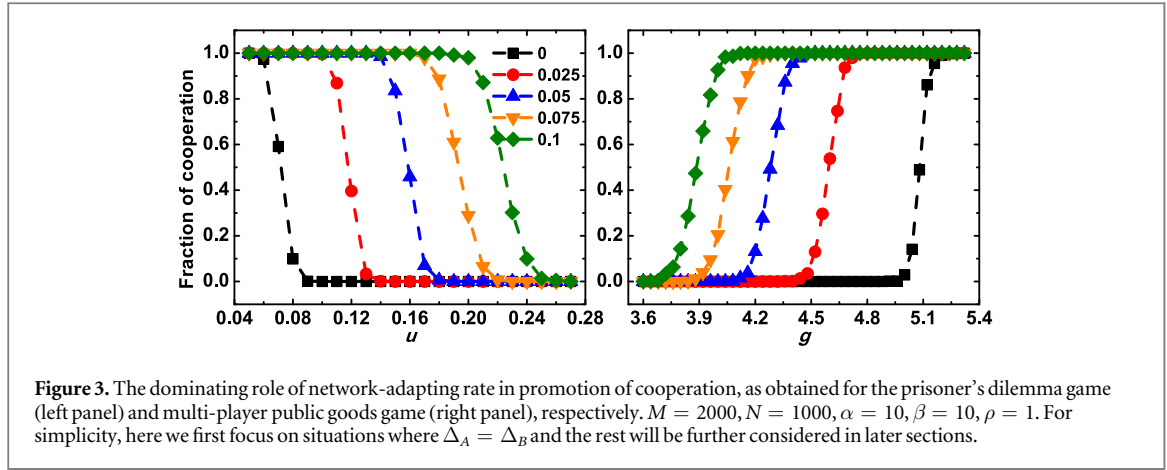 1.0
0.8
0.6
0.4
0.2
0.0
Fraction of cooperation
0.04 0.08 0.12 0.16 0.20 0.24 0.28
u
0
0.025
0.05
0.075
0.1
1.0
0.8
0.6
0.4
0.2
0.0
3.6 3.9 4.2 4.5 4.8 5.1 5.4
g
Figure 3. The dominating role of network-adapting rate in promotion of cooperation, as obtained for the prisoner's dilemma game
(left panel) and multi-player public goods game (right panel), respectively. M = 2000, N = 1000, α = 10, β = 10, ρ = 1. For
simplicity, here we first focus on situations where Δ_A = Δ_B and the rest will be further considered in later sections.